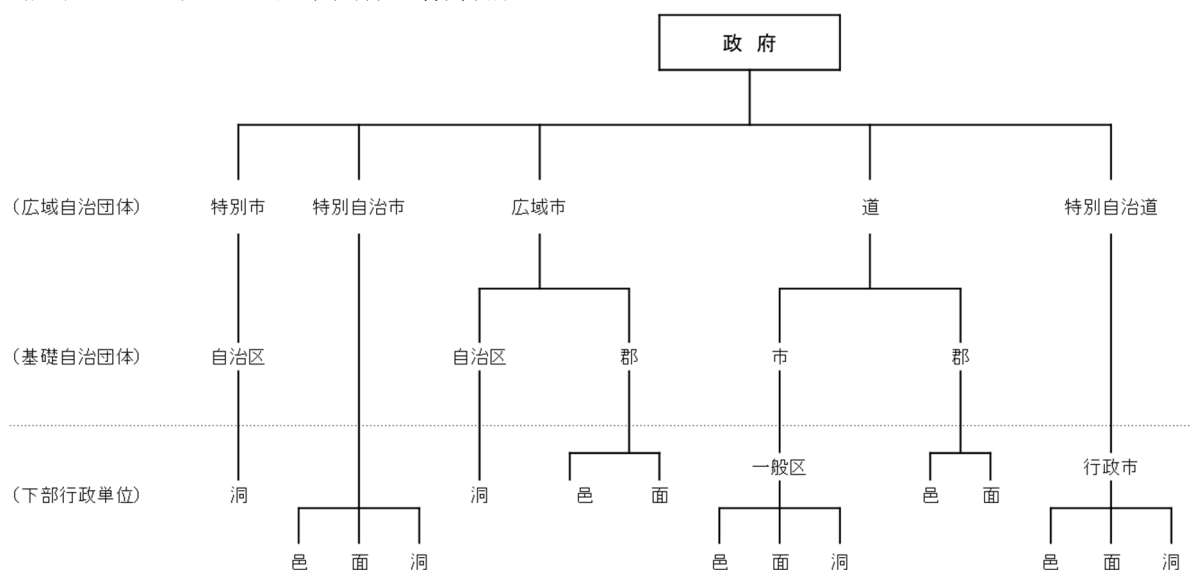 政 府
(広域自治団体) 特別市 特別自治市 広域市 道 特別自治道
(基礎自治団体) 自治区 自治区 郡 市 郡
一般区 行政市
(下部行政単位) 洞 洞 邑 面 邑 面
邑 面 洞 邑 面 洞 邑 面 洞